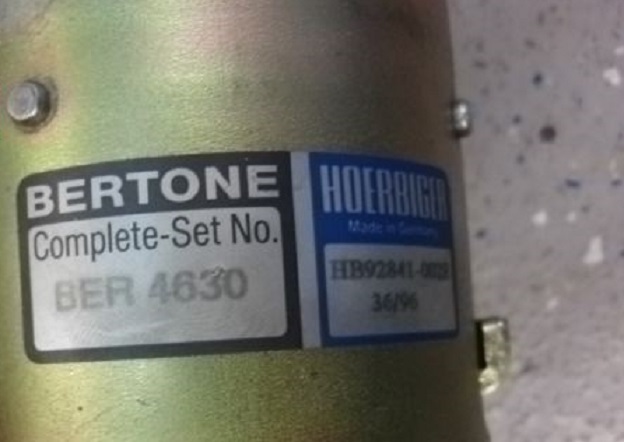 BERTONE
Complete-Set No.
BER 4630
HOERBIGER
Made in Germany
36/96